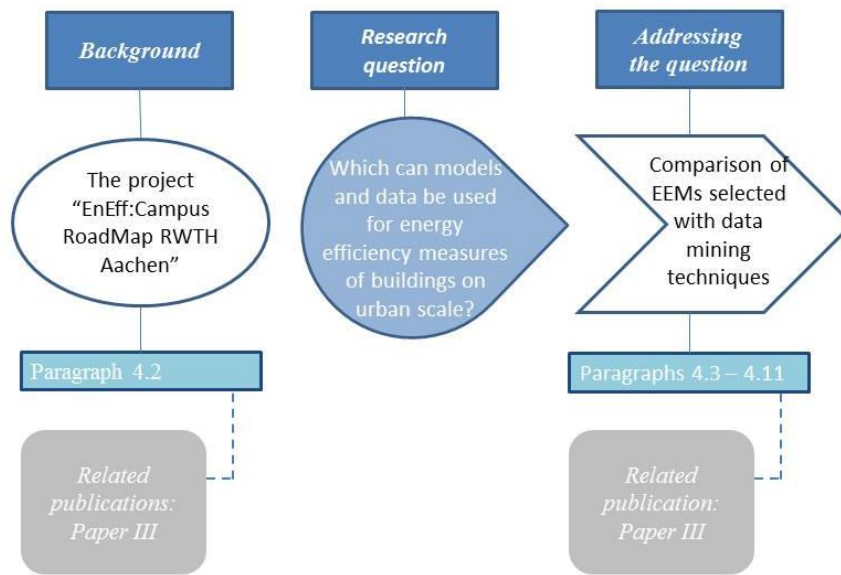 Background
The project
“EnEff:Campus
RoadMap RWTH
Aachen”
Paragraph 4.2
Related
publications:
Paper III
Research
question
Which can models
and data be used
for energy
efficiency measures
of buildings on
urban scale?
Addressing
the question
Comparison of
EEMs selected
with data
mining
techniques
Paragraphs 4.3 – 4.11
Related
publication:
Paper III